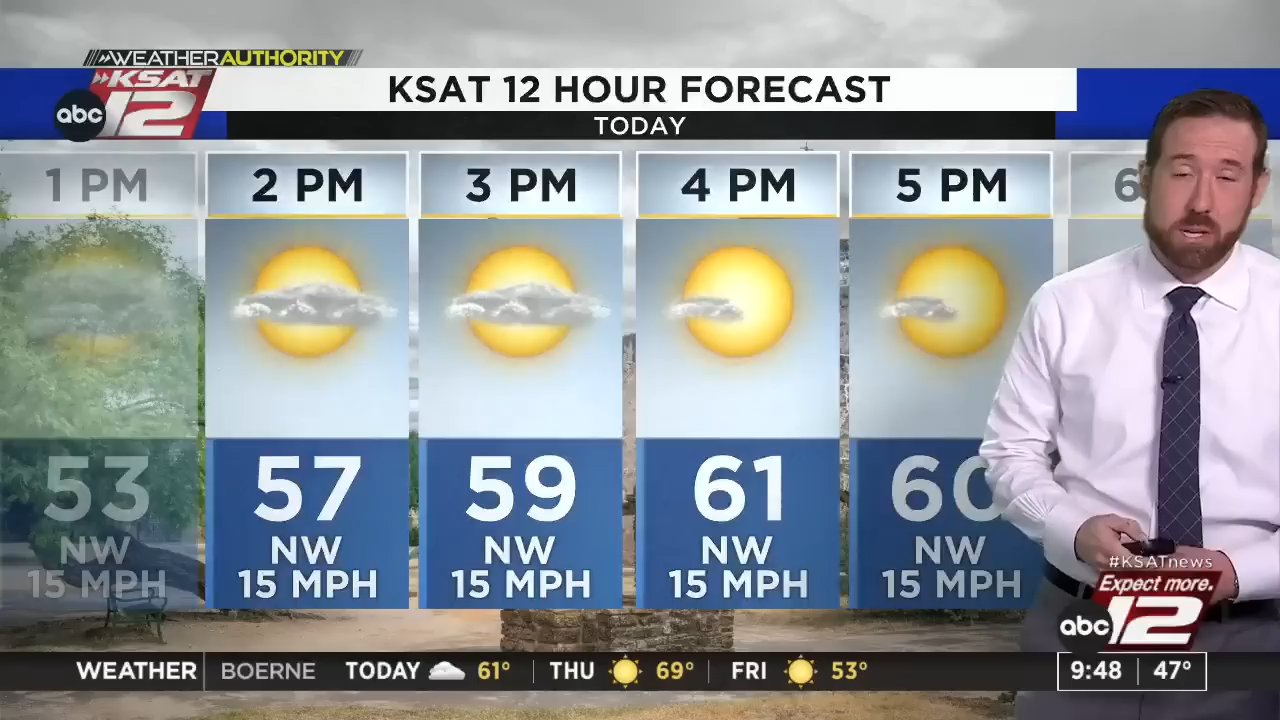 WEATHERAUTHORITY
KSAT
abc 12
KSAT 12 HOUR FORECAST
TODAY
1 PM
2 PM
3 PM
4 PM
5 PM
6
53
57
59
61
60
NW
NW
NW
NW
NW
15 MPH
15 MPH
15 MPH
15 MPH
15 MPH
#KSATnews
Expect more.
abc 12
WEATHER BOERNE TODAY 61° THU 69° FRI 53°
9:48 47°